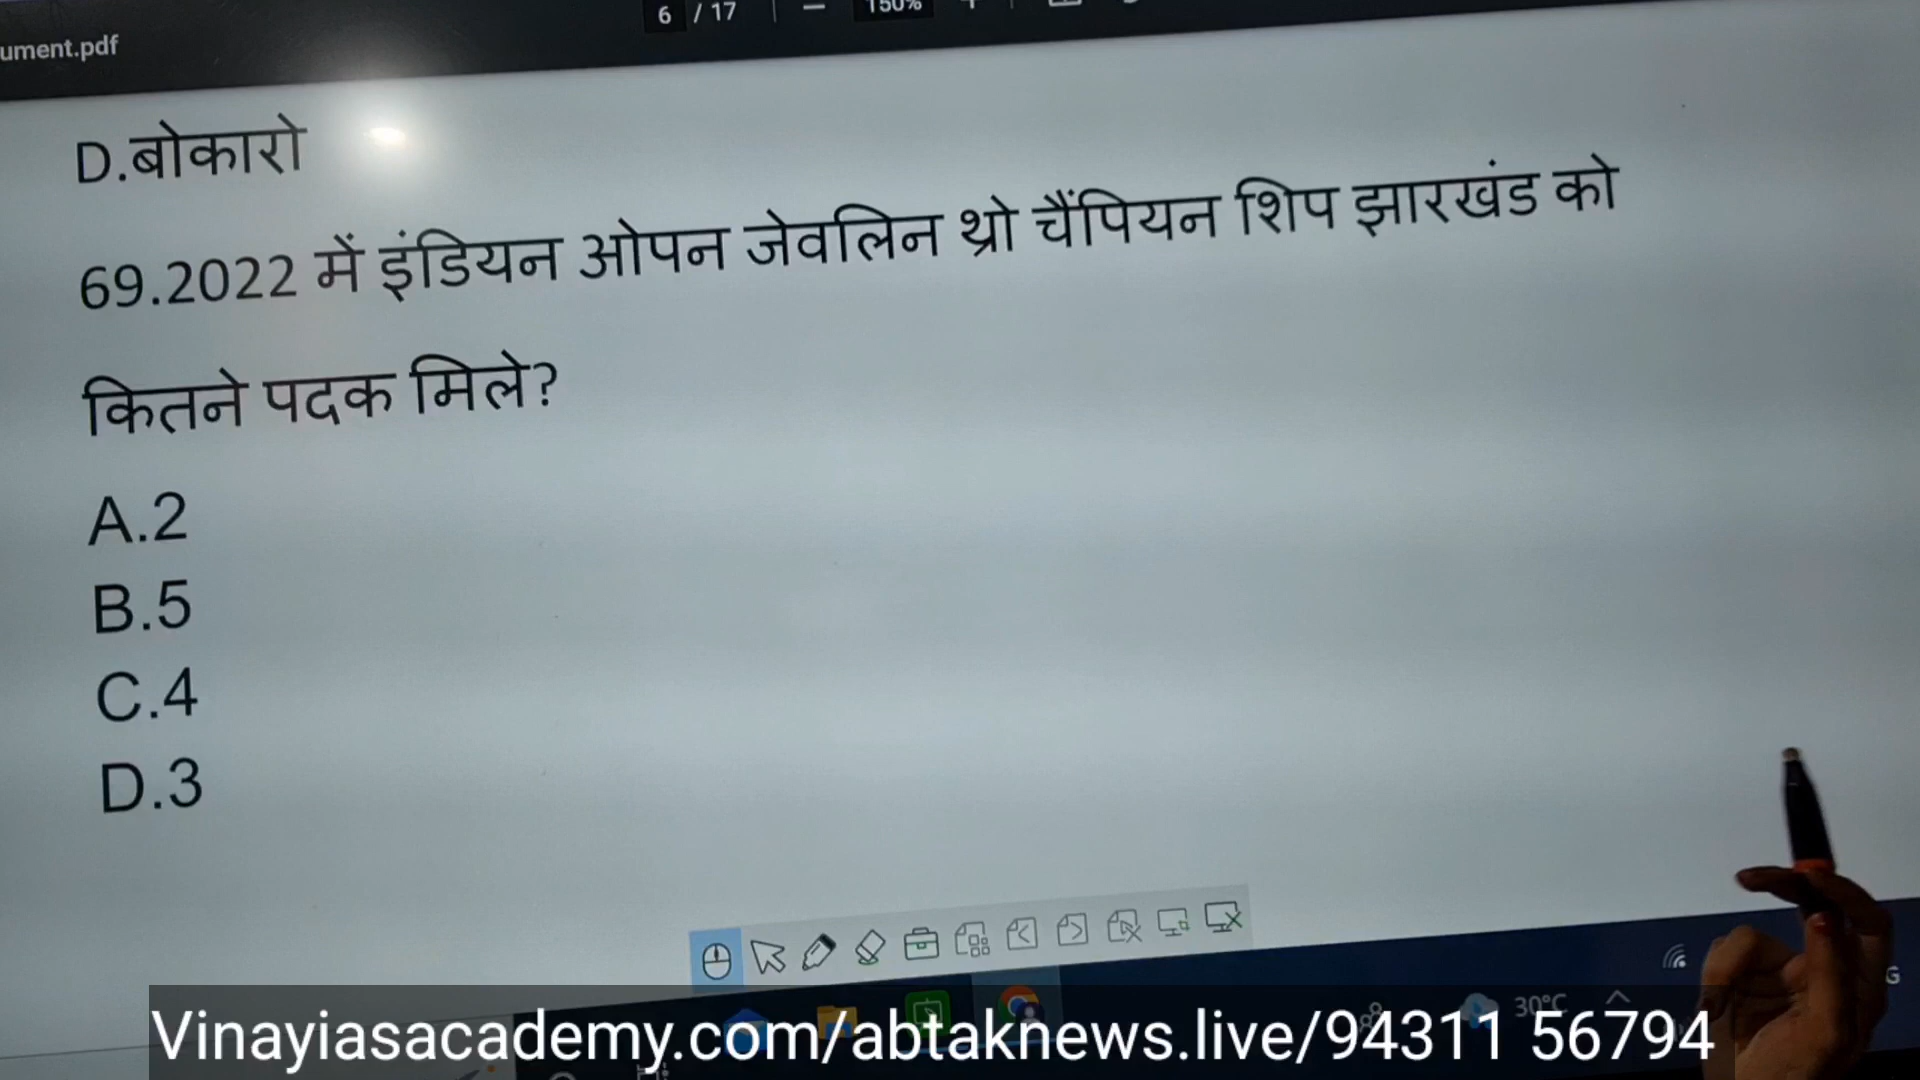 ument.pdf
6 / 17
150%
D.बोकारो
69.2022 में इंडियन ओपन जेवलिन थ्रो चैंपियन शिप झारखंड को
कितने पदक मिले?
A.2
B.5
C.4
D.3
30°C
G
Vinayiasacademy.com/abtaknews.live/94311 56794